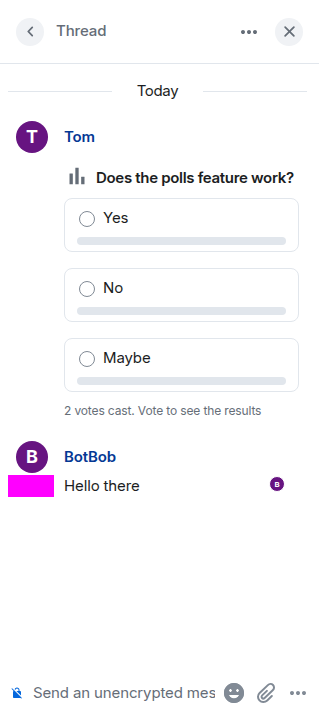 Thread
Today
T
Tom
Does the polls feature work?
Yes
No
Maybe
2 votes cast. Vote to see the results
B
BotBob
Hello there
B
Send an unencrypted mes